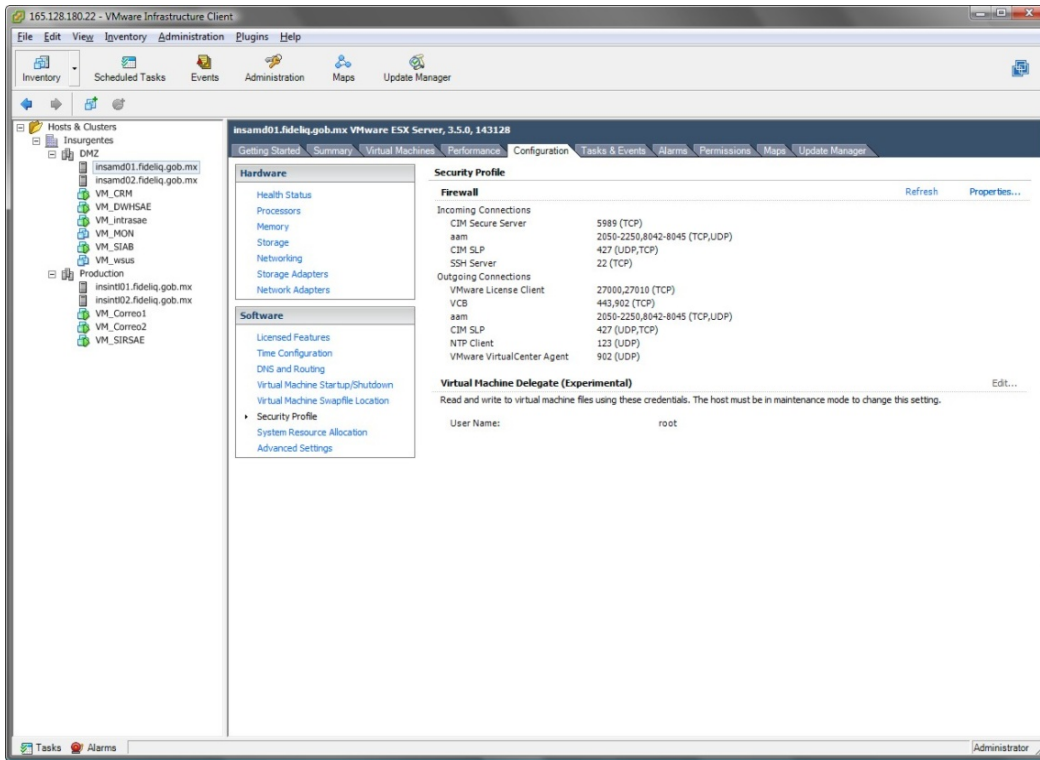 165.128.180.22 - VMware Infrastructure Client
File Edit View Inventory Administration Plugins Help
Inventory Scheduled Tasks Events Administration Maps Update Manager
Hosts & Clusters
Insurgentes
DMZ
insamd01.fideliq.gob.mx
insamd02.fideliq.gob.mx
VM_CRM
VM_DWHSAE
VM_intrasae
VM_MON
VM_SIAB
VM_wsus
Production
insintl01.fideliq.gob.mx
insintl02.fideliq.gob.mx
VM_Correo1
VM_Correo2
VM_SIRSAE
insamd01.fideliq.gob.mx VMware ESX Server, 3.5.0, 143128
Getting Started Summary Virtual Machines Performance Configuration Tasks & Events Alarms Permissions Maps Update Manager
Hardware
Health Status
Processors
Memory
Storage
Networking
Storage Adapters
Network Adapters
Software
Licensed Features
Time Configuration
DNS and Routing
Virtual Machine Startup/Shutdown
Virtual Machine Swapfile Location
Security Profile
System Resource Allocation
Advanced Settings
Security Profile
Firewall Refresh Properties...
Incoming Connections
CIM Secure Server 5989 (TCP)
aam 2050-2250,8042-8045 (TCP,UDP)
CIM SLP 427 (UDP,TCP)
SSH Server 22 (TCP)
Outgoing Connections
VMware License Client 27000,27010 (TCP)
VCB 443,902 (TCP)
aam 2050-2250,8042-8045 (TCP,UDP)
CIM SLP 427 (UDP,TCP)
NTP Client 123 (UDP)
VMware VirtualCenter Agent 902 (UDP)
Virtual Machine Delegate (Experimental) Edit...
Read and write to virtual machine files using these credentials. The host must be in maintenance mode to change this setting.
User Name: root
Tasks Alarms Administrator